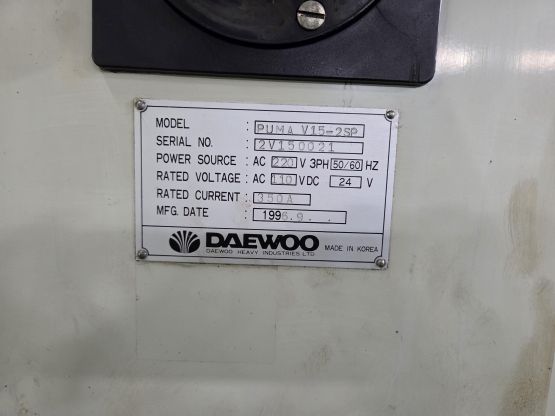 MODEL : PUMA V15-2SP
SERIAL NO. : 2V150021
POWER SOURCE : AC 220 V 3PH 50/60 HZ
RATED VOLTAGE : AC 110 V DC 24 V
RATED CURRENT : 350A
MFG. DATE : 1996.9 . .
DAEWOO MADE IN KOREA
DAEWOO HEAVY INDUSTRIES LTD.